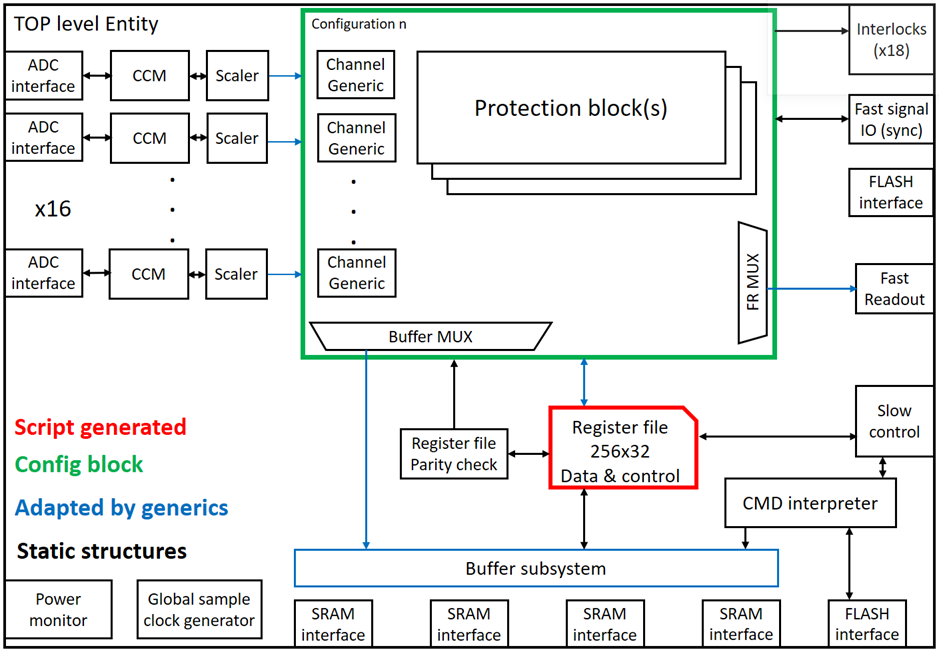 TOP level Entity
Configuration n
ADC
interface
CCM
Scaler
Channel
Generic
Protection block(s)
Interlocks
(x18)
ADC
interface
CCM
Scaler
Channel
Generic
Fast signal
IO (sync)
FLASH
interface
x16
ADC
interface
CCM
Scaler
Channel
Generic
FR MUX
Fast
Readout
Buffer MUX
Script generated
Config block
Adapted by generics
Static structures
Register file
Parity check
Register file
256x32
Data & control
Slow
control
CMD interpreter
Buffer subsystem
Power
monitor
Global sample
clock generator
SRAM
interface
SRAM
interface
SRAM
interface
SRAM
interface
FLASH
interface